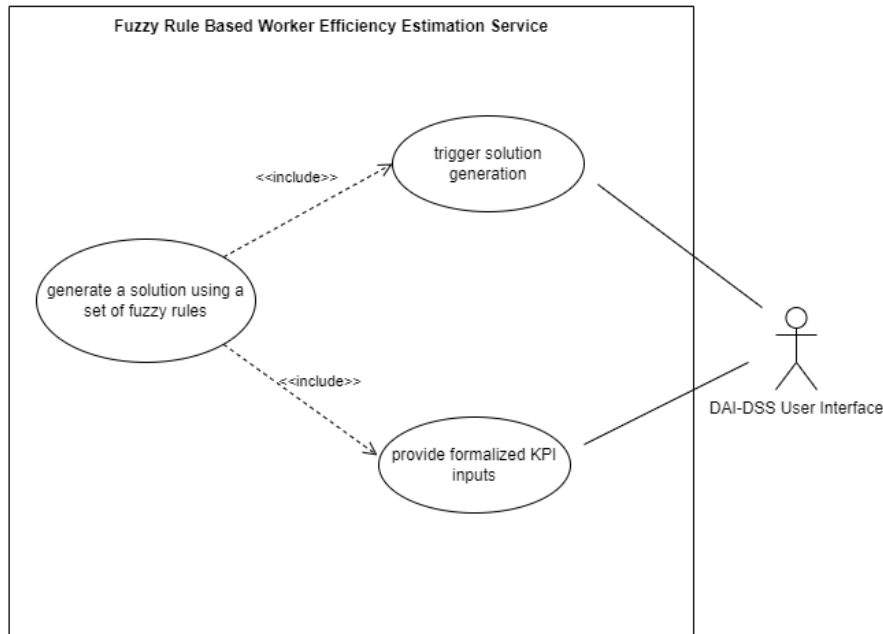 Fuzzy Rule Based Worker Efficiency Estimation Service
trigger solution
generation
<<include>>
generate a solution using a
set of fuzzy rules
<<include>>
DAI-DSS User Interface
provide formalized KPI
inputs